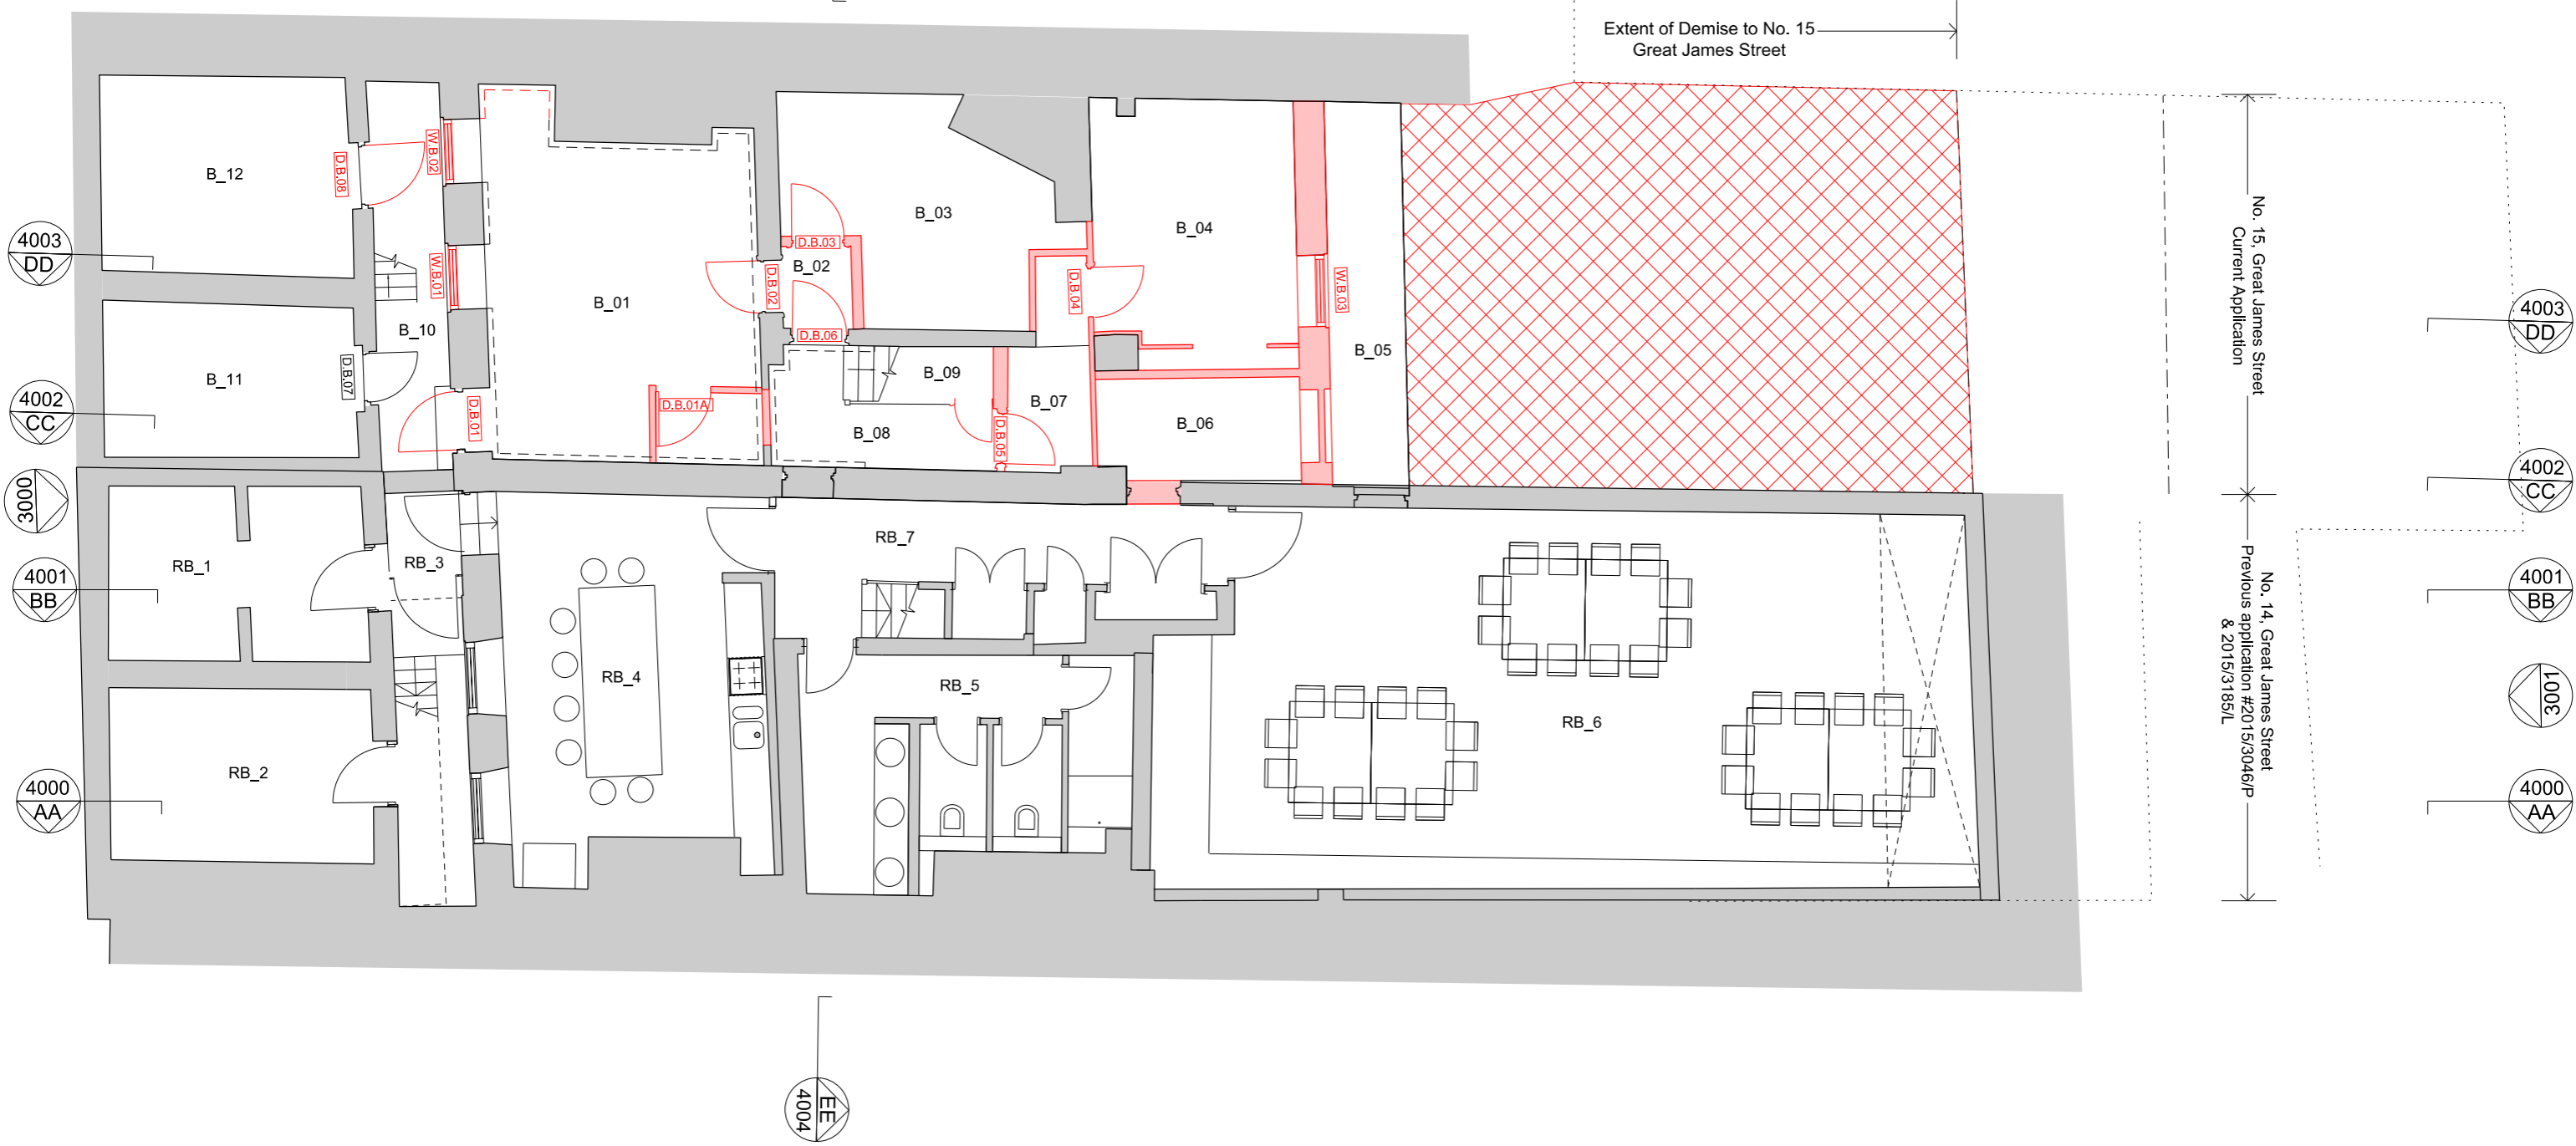 Extent of Demise to No. 15
Great James Street
B_12
D.B.08
W.B.02
B_03
B_04
4003
DD
D.B.03
B_02
D.B.02
D.B.04
W.B.01
W.B.03
B_01
B_10
D.B.06
B_05
B_11
D.B.07
B_09
B_07
4002
CC
D.B.01
D.B.01A
B_08
D.B.05
B_06
No. 15, Great James Street
Current Application
4003
DD
4002
CC
3000
RB_7
RB_1
RB_3
4001
BB
4001
BB
No. 14, Great James Street
Previous application #2015/3046/P
& 2015/3185/L
RB_4
RB_5
3001
RB_6
RB_2
4000
AA
4000
AA
EE
4004